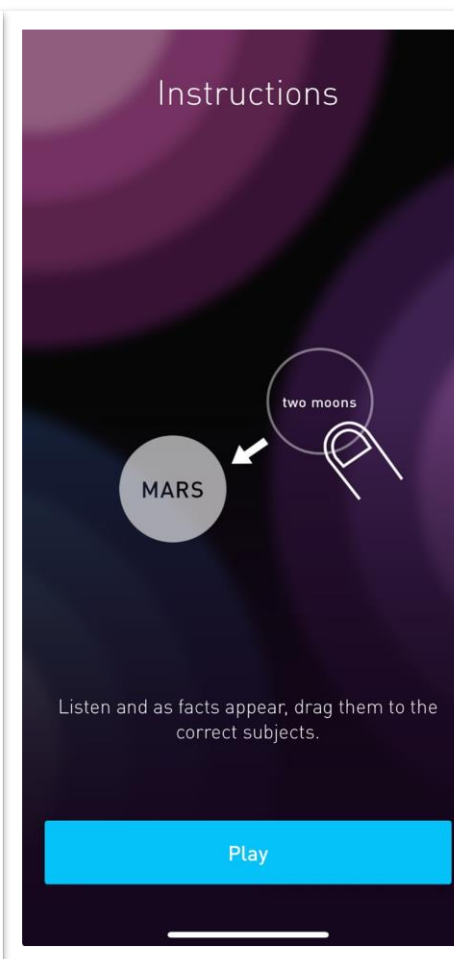 Instructions
two moons
MARS
Listen and as facts appear, drag them to the
correct subjects.
Play